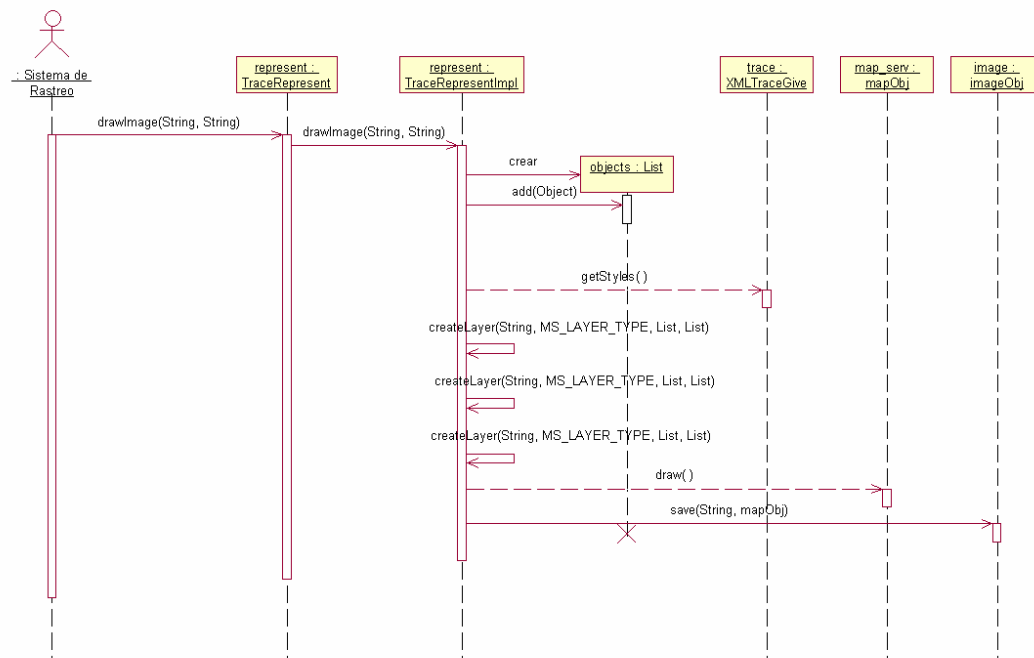 : Sistema de
Rastreo
represent :
TraceRepresent
represent :
TraceRepresentImpl
trace :
XMLTraceGive
map_serv :
mapObj
image :
imageObj
drawImage(String, String)
drawImage(String, String)
crear
objects : List
add(Object)
getStyles( )
createLayer(String, MS_LAYER_TYPE, List, List)
createLayer(String, MS_LAYER_TYPE, List, List)
createLayer(String, MS_LAYER_TYPE, List, List)
draw( )
save(String, mapObj)